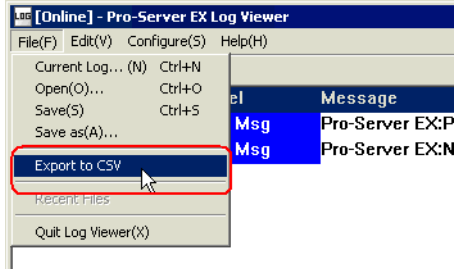 LOG [Online] - Pro-Server EX Log Viewer
File(F) Edit(V) Configure(S) Help(H)
Current Log... (N) Ctrl+N
Open(O)... Ctrl+O
Save(S) Ctrl+S
Save as(A)...
Export to CSV
Recent Files
Quit Log Viewer(X)
el Message
Msg Pro-Server EX:P
Msg Pro-Server EX:N